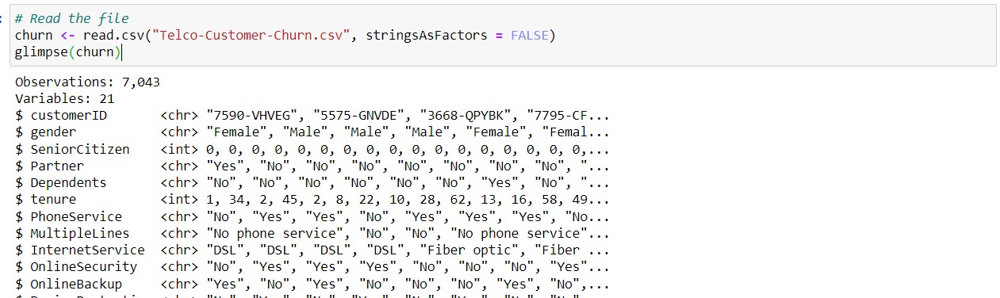 # Read the file
churn <- read.csv("Telco-Customer-Churn.csv", stringsAsFactors = FALSE)
glimpse(churn)
Observations: 7,043
Variables: 21
$ customerID       <chr> "7590-VHVEG", "5575-GNVDE", "3668-QPYBK", "7795-CF...
$ gender           <chr> "Female", "Male", "Male", "Male", "Female", "Femal...
$ SeniorCitizen    <int> 0, 0, 0, 0, 0, 0, 0, 0, 0, 0, 0, 0, 0, 0, 0, 0, 0,...
$ Partner          <chr> "Yes", "No", "No", "No", "No", "No", "No", "No", "...
$ Dependents       <chr> "No", "No", "No", "No", "No", "No", "Yes", "No", "...
$ tenure           <int> 1, 34, 2, 45, 2, 8, 22, 10, 28, 62, 13, 16, 58, 49...
$ PhoneService     <chr> "No", "Yes", "Yes", "No", "Yes", "Yes", "Yes", "No...
$ MultipleLines    <chr> "No phone service", "No", "No", "No phone service"...
$ InternetService  <chr> "DSL", "DSL", "DSL", "DSL", "Fiber optic", "Fiber ...
$ OnlineSecurity   <chr> "No", "Yes", "Yes", "Yes", "No", "No", "No", "Yes"...
$ OnlineBackup     <chr> "Yes", "No", "Yes", "No", "No", "No", "Yes", "No",...